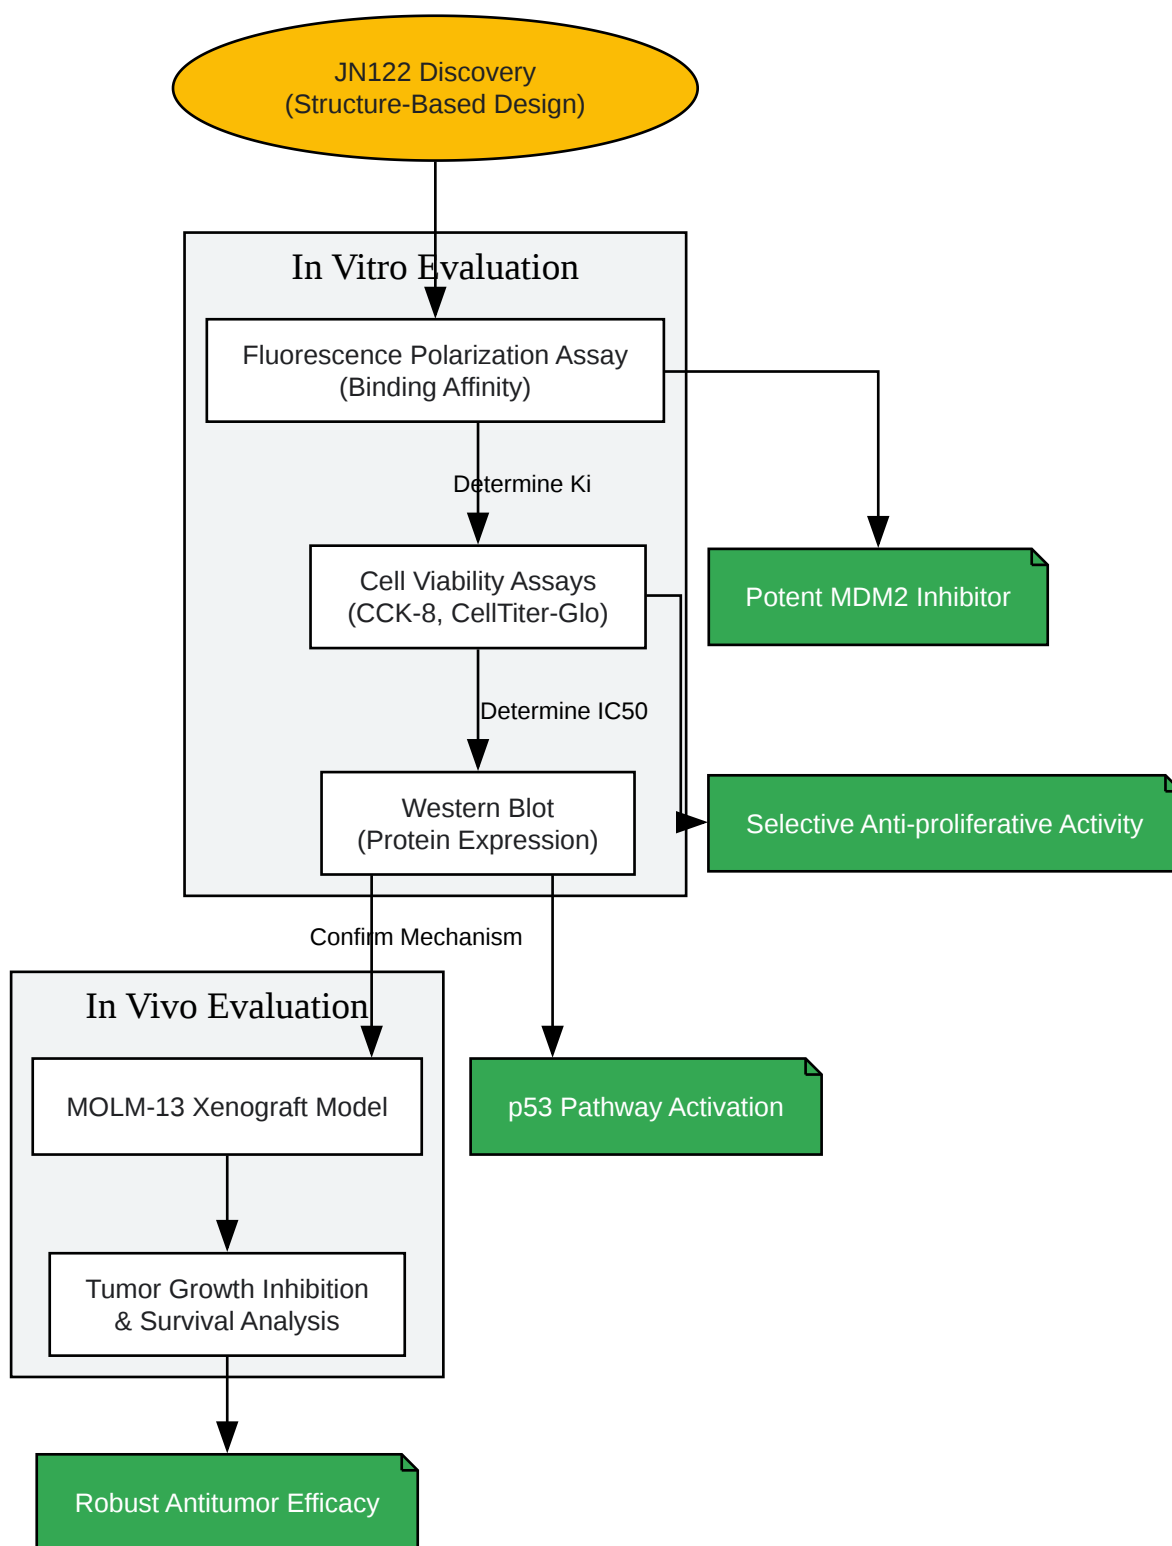 JN122 Discovery
(Structure-Based Design)
In Vitro Evaluation
Fluorescence Polarization Assay
(Binding Affinity)
Determine Ki
Cell Viability Assays
(CCK-8, CellTiter-Glo)
Potent MDM2 Inhibitor
Determine IC50
Western Blot
(Protein Expression)
Selective Anti-proliferative Activity
Confirm Mechanism
In Vivo Evaluation
MOLM-13 Xenograft Model
p53 Pathway Activation
Tumor Growth Inhibition
& Survival Analysis
Robust Antitumor Efficacy